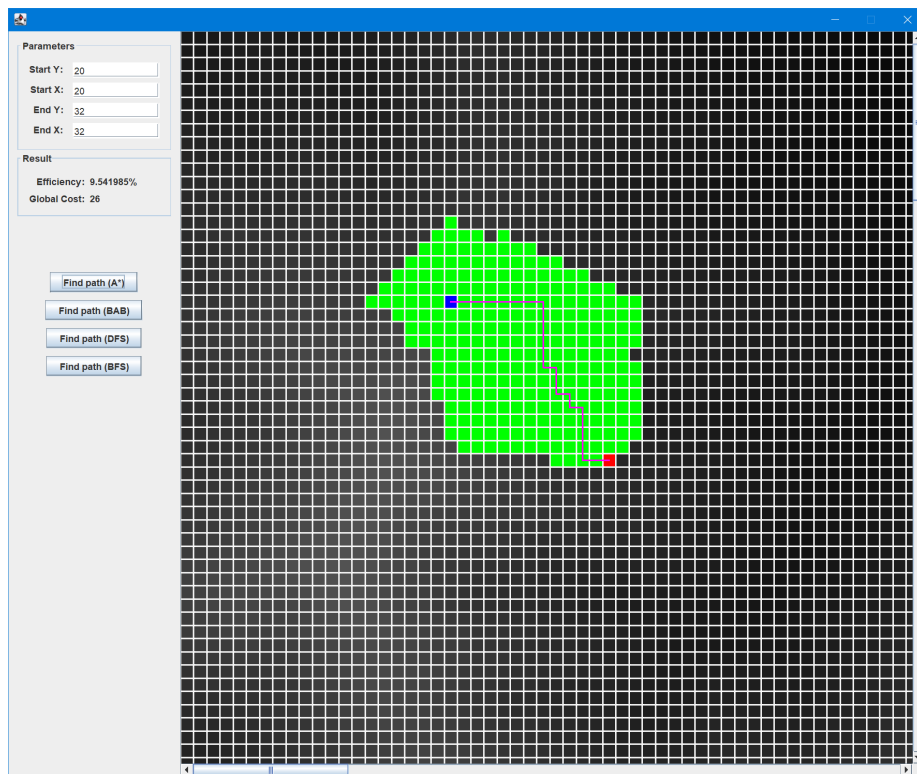 Parameters
Start Y: 20
Start X: 20
End Y: 32
End X: 32
Result
Efficiency: 9.541985%
Global Cost: 26
Find path (A*)
Find path (BAB)
Find path (DFS)
Find path (BFS)